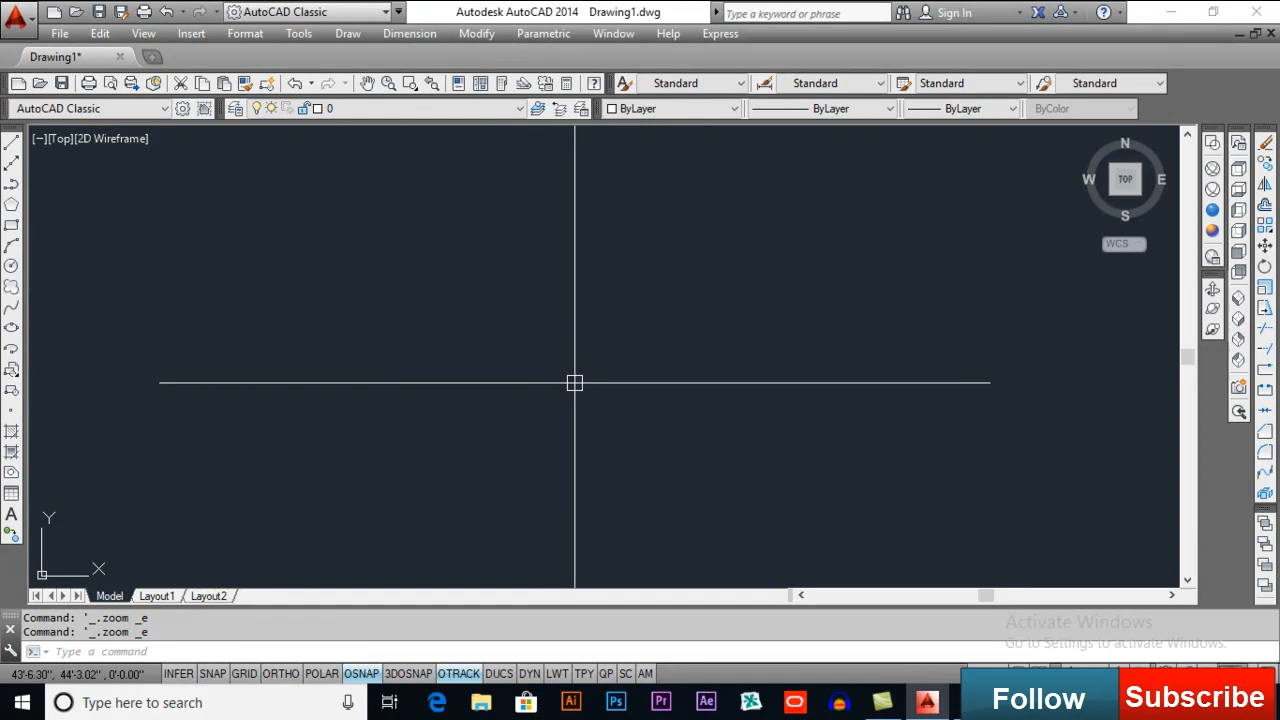 AutoCAD Classic
Autodesk AutoCAD 2014 Drawing1.dwg
Type a keyword or phrase
Sign In
File Edit View Insert Format Tools Draw Dimension Modify Parametric Window Help Express
Drawing1*
Standard Standard Standard Standard
AutoCAD Classic 0 ByLayer ByLayer ByLayer ByColor
[−][Top][2D Wireframe]
N
W TOP E
S
WCS
Y
X
Model Layout1 Layout2
Command: '_.zoom _e
Command: '_.zoom _e
Type a command
Activate Windows
Go to Settings to activate Windows.
43'-6.30", 44'-3.02", 0'-0.00" INFER SNAP GRID ORTHO POLAR OSNAP 3DOSNAP OTRACK DUCS DYN LWT TPY QP SC AM
Type here to search
Ai Ps Pr Ae
Follow Subscribe